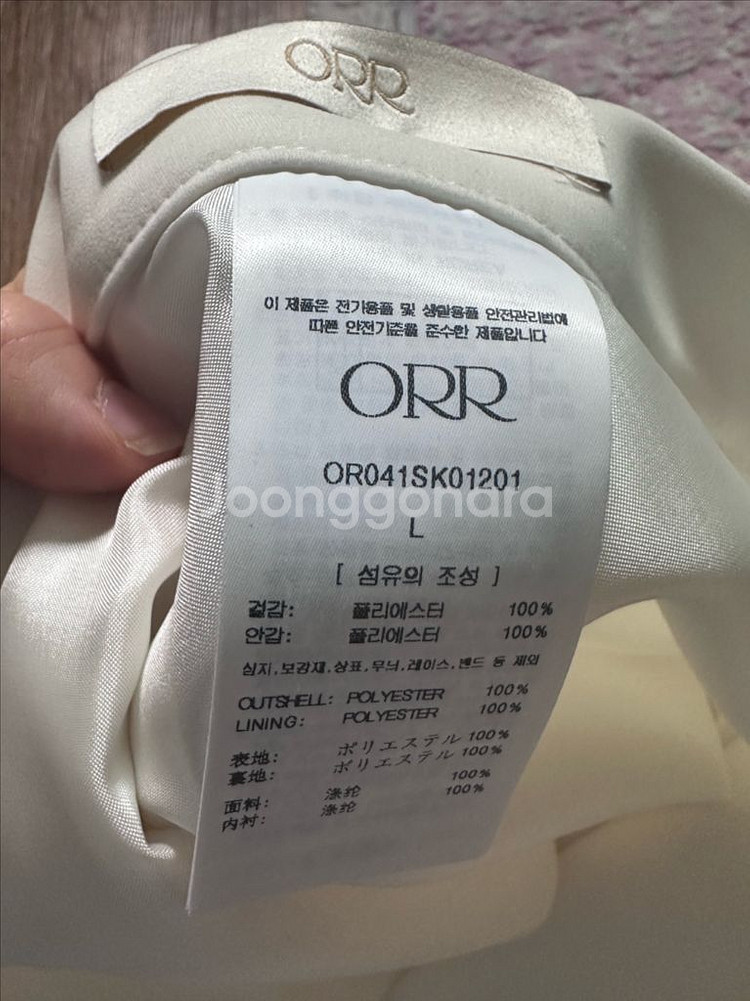 ORR
이 제품은 전기용품 및 생활용품 안전관리법에
따른 안전기준을 준수한 제품입니다
ORR
OR041SK01201
Joonggonara
L
[ 섬유의 조성 ]
겉감: 폴리에스터 100%
안감: 폴리에스터 100%
심지,보강재,상표,무늬,레이스,밴드 등 제외
OUTSHELL: POLYESTER 100%
LINING: POLYESTER 100%
表地: ポリエステル 100%
裏地: ポリエステル 100%
面料: 涤纶 100%
内衬: 涤纶 100%